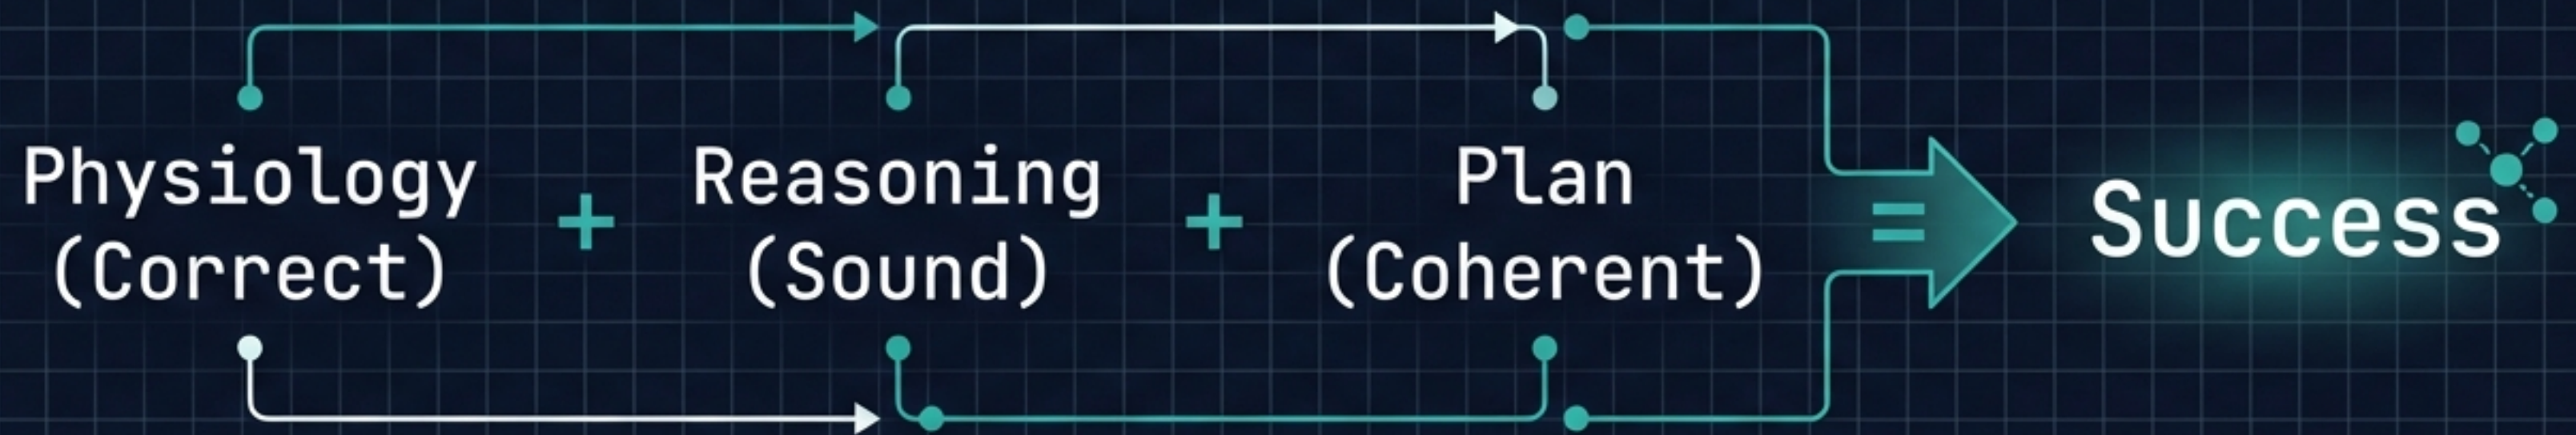 Physiology
(Correct)
+
Reasoning
(Sound)
+
Plan
(Coherent)
=
Success